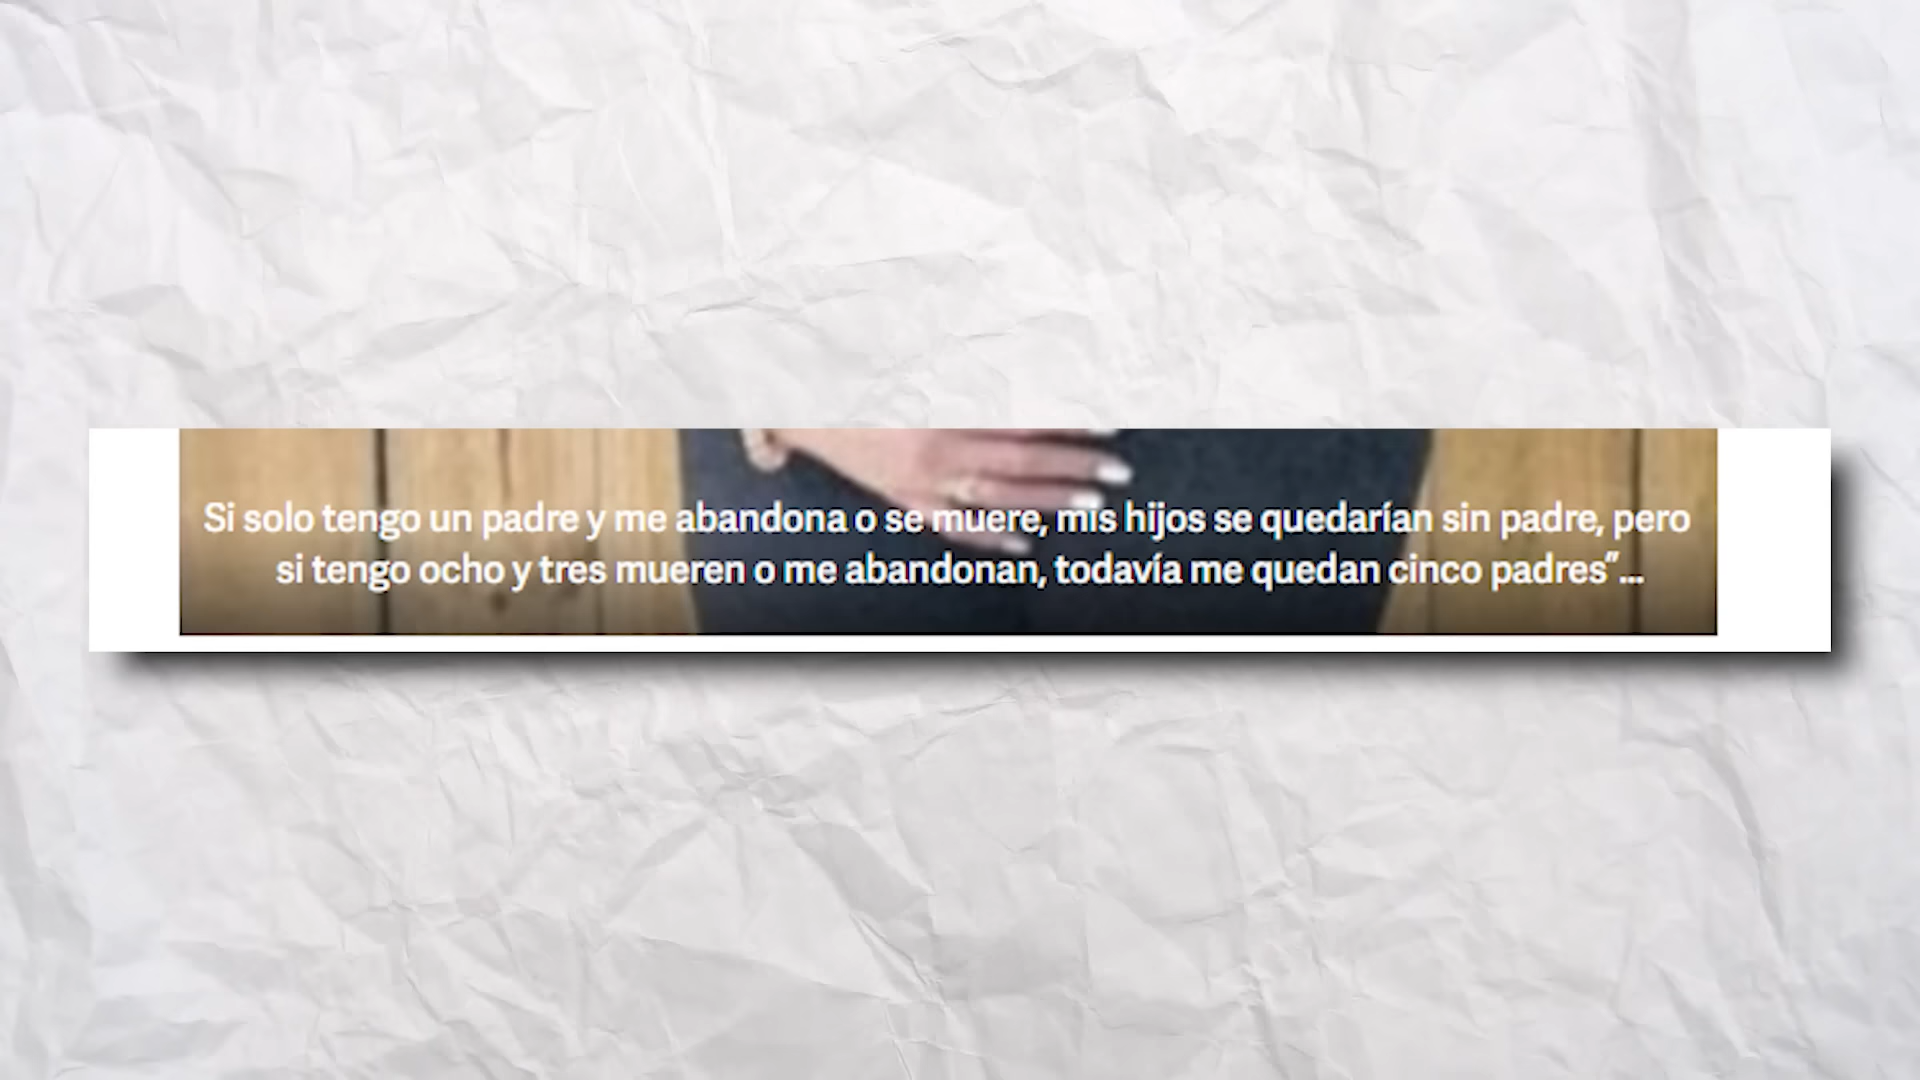 Si solo tengo un padre y me abandona o se muere, mis hijos se quedarían sin padre, pero
si tengo ocho y tres mueren o me abandonan, todavía me quedan cinco padres”...